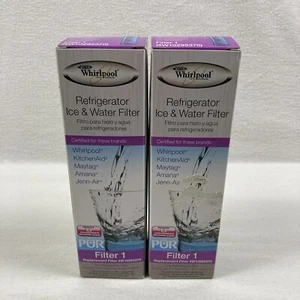 Filter 1
Whirlpool
Refrigerator
Ice & Water Filter
Filtro para hielo y agua
para refrigeradores
Certified for these brands:
Whirlpool®
KitchenAid®
Maytag®
Amana®
Jenn-Air®
PUR
Filter 1
Whirlpool
Refrigerator
Ice & Water Filter
Filtro para hielo y agua
para refrigeradores
Certified for these brands:
Whirlpool®
KitchenAid®
Maytag®
Amana®
Jenn-Air
PUR
Filter 1